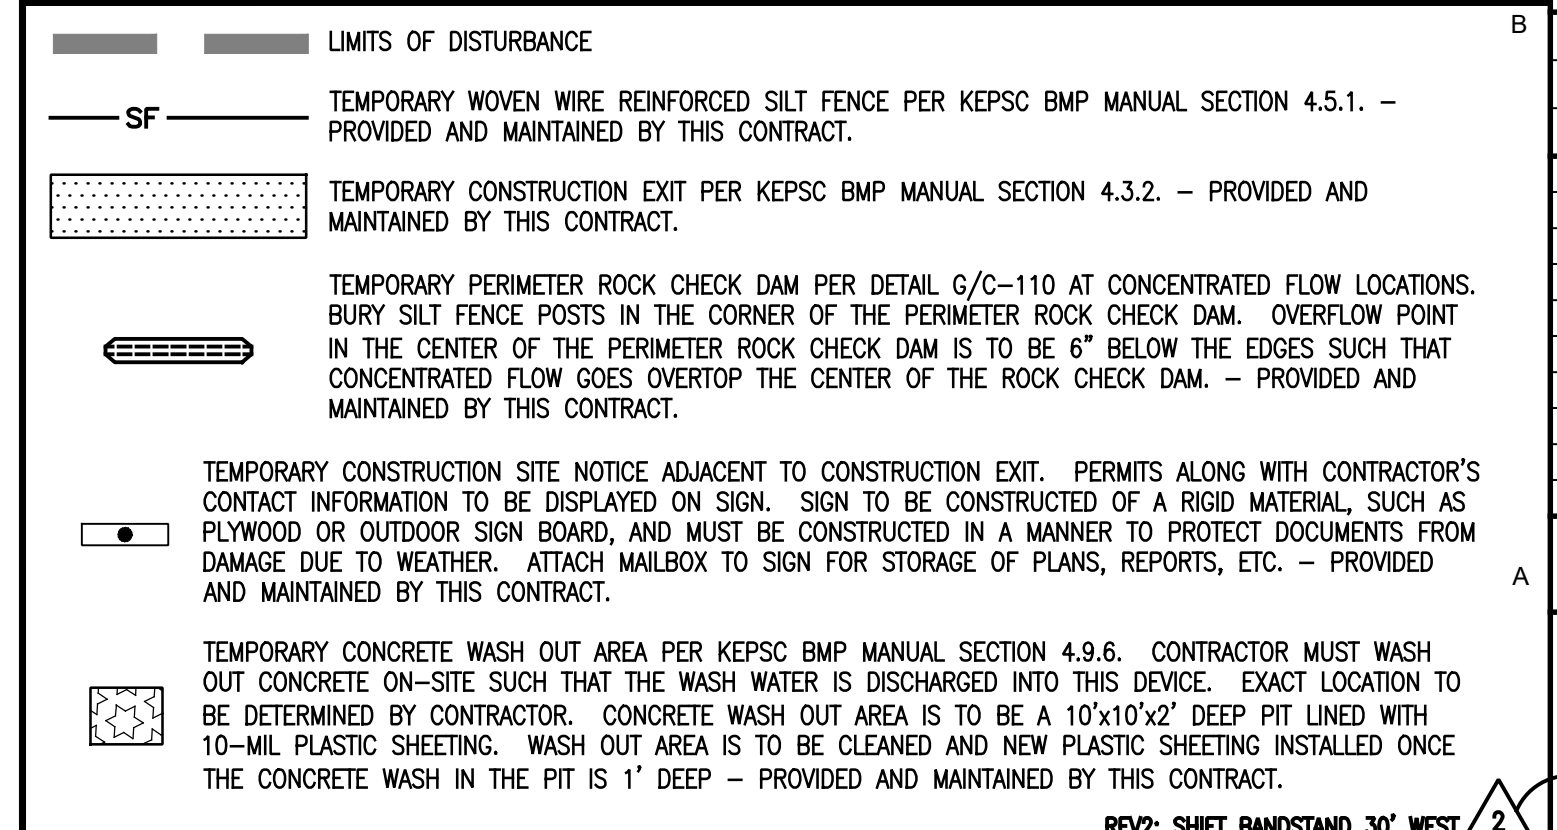 B
LIMITS OF DISTURBANCE
SF
TEMPORARY WOVEN WIRE REINFORCED SILT FENCE PER KEPSC BMP MANUAL SECTION 4.5.1. –
PROVIDED AND MAINTAINED BY THIS CONTRACT.
TEMPORARY CONSTRUCTION EXIT PER KEPSC BMP MANUAL SECTION 4.3.2. – PROVIDED AND
MAINTAINED BY THIS CONTRACT.
TEMPORARY PERIMETER ROCK CHECK DAM PER DETAIL G/C–110 AT CONCENTRATED FLOW LOCATIONS.
BURY SILT FENCE POSTS IN THE CORNER OF THE PERIMETER ROCK CHECK DAM. OVERFLOW POINT
IN THE CENTER OF THE PERIMETER ROCK CHECK DAM IS TO BE 6" BELOW THE EDGES SUCH THAT
CONCENTRATED FLOW GOES OVERTOP THE CENTER OF THE ROCK CHECK DAM. – PROVIDED AND
MAINTAINED BY THIS CONTRACT.
TEMPORARY CONSTRUCTION SITE NOTICE ADJACENT TO CONSTRUCTION EXIT. PERMITS ALONG WITH CONTRACTOR'S
CONTACT INFORMATION TO BE DISPLAYED ON SIGN. SIGN TO BE CONSTRUCTED OF A RIGID MATERIAL, SUCH AS
PLYWOOD OR OUTDOOR SIGN BOARD, AND MUST BE CONSTRUCTED IN A MANNER TO PROTECT DOCUMENTS FROM
DAMAGE DUE TO WEATHER. ATTACH MAILBOX TO SIGN FOR STORAGE OF PLANS, REPORTS, ETC. – PROVIDED
AND MAINTAINED BY THIS CONTRACT.
A
TEMPORARY CONCRETE WASH OUT AREA PER KEPSC BMP MANUAL SECTION 4.9.6. CONTRACTOR MUST WASH
OUT CONCRETE ON–SITE SUCH THAT THE WASH WATER IS DISCHARGED INTO THIS DEVICE. EXACT LOCATION TO
BE DETERMINED BY CONTRACTOR. CONCRETE WASH OUT AREA IS TO BE A 10'x10'x2' DEEP PIT LINED WITH
10–MIL PLASTIC SHEETING. WASH OUT AREA IS TO BE CLEANED AND NEW PLASTIC SHEETING INSTALLED ONCE
THE CONCRETE WASH IN THE PIT IS 1' DEEP – PROVIDED AND MAINTAINED BY THIS CONTRACT.
REV2: SHIFT BANDSTAND 30' WEST
2